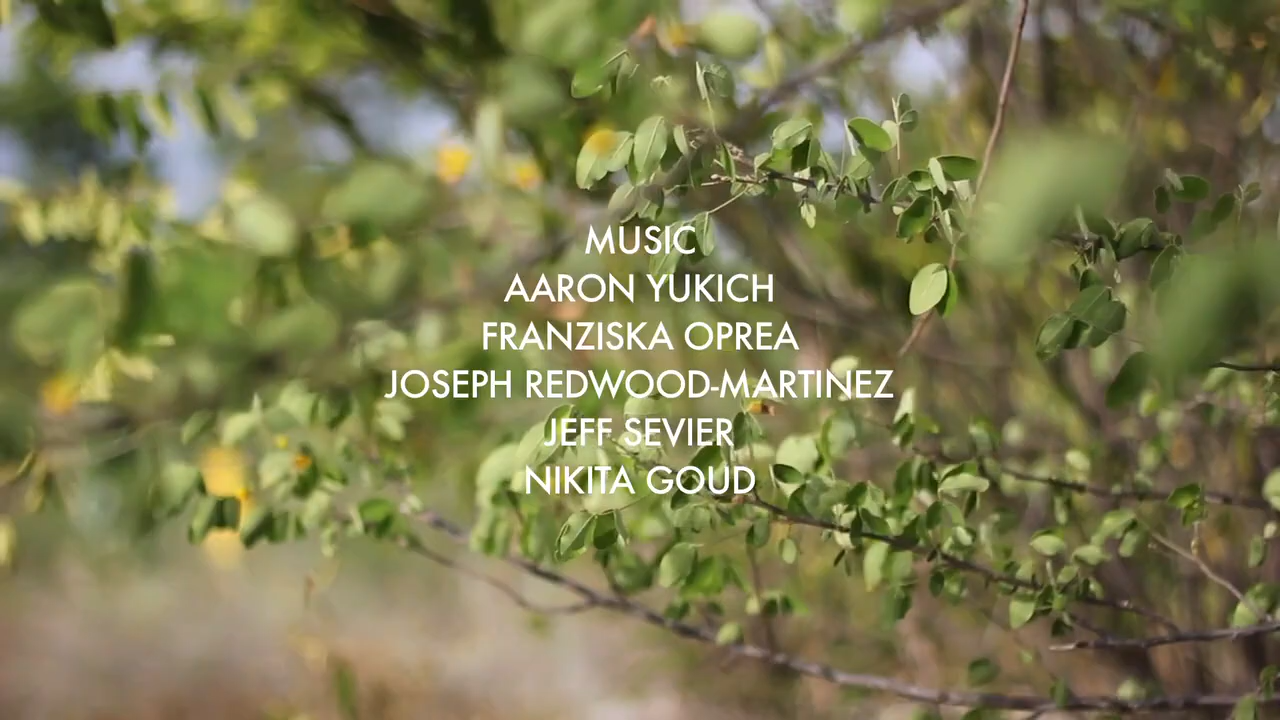 MUSIC
AARON YUKICH
FRANZISKA OPREA
JOSEPH REDWOOD-MARTINEZ
JEFF SEVIER
NIKITA GOUD